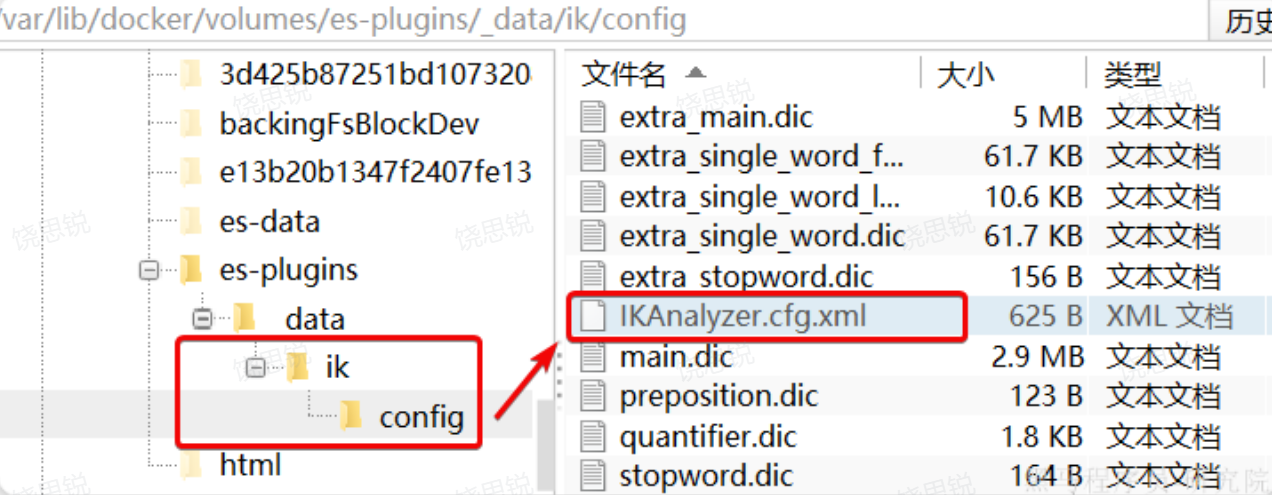 /var/lib/docker/volumes/es-plugins/_data/ik/config
历史
3d425b87251bd107320
backingFsBlockDev
e13b20b1347f2407fe13
es-data
es-plugins
_data
ik
config
html
文件名 大小 类型
extra_main.dic 5 MB 文本文档
extra_single_word_f... 61.7 KB 文本文档
extra_single_word_l... 10.6 KB 文本文档
extra_single_word.dic 61.7 KB 文本文档
extra_stopword.dic 156 B 文本文档
IKAnalyzer.cfg.xml 625 B XML 文档
main.dic 2.9 MB 文本文档
preposition.dic 123 B 文本文档
quantifier.dic 1.8 KB 文本文档
stopword.dic 164 B 文本文档
饶思锐